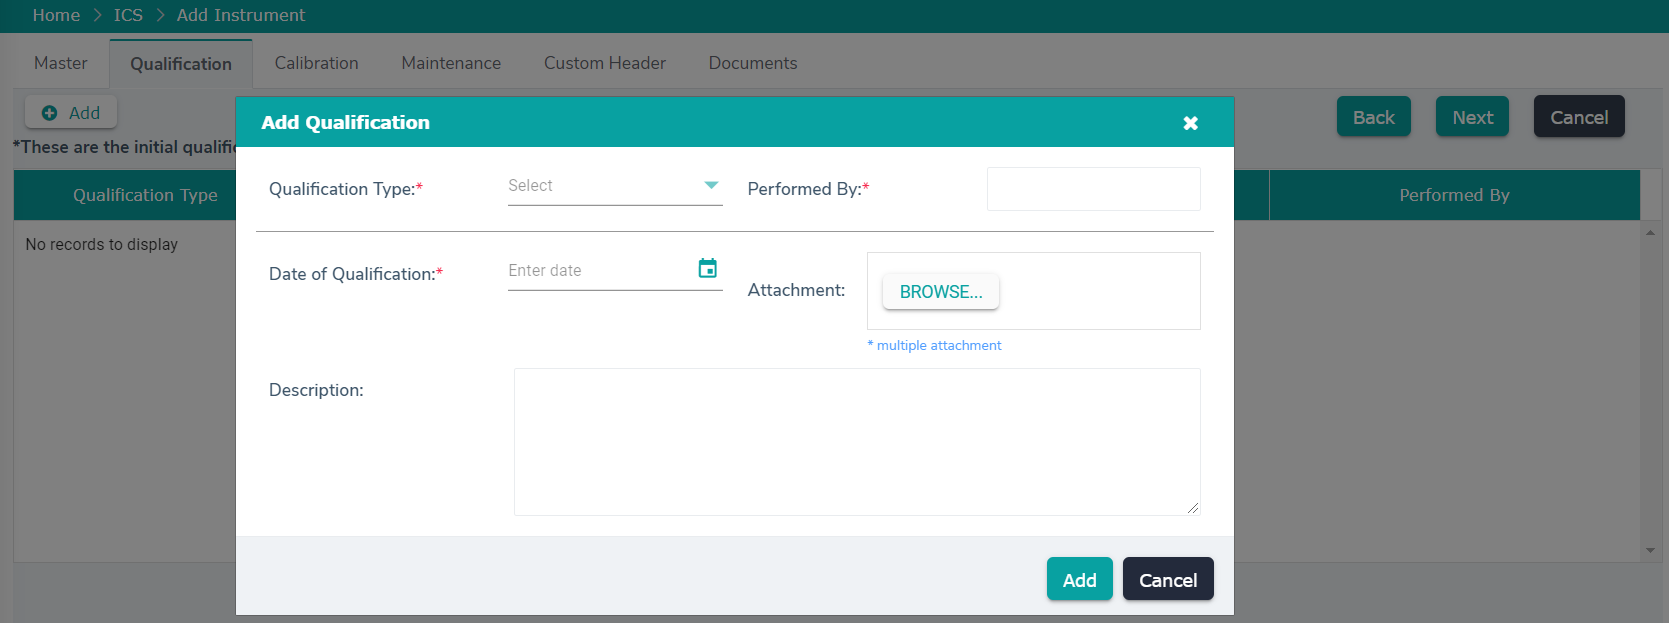 Home > ICS > Add Instrument
Master Qualification Calibration Maintenance Custom Header Documents
Add Back Next Cancel
*These are the initial
Qualification Type Performed By
No records to display
Add Qualification
Qualification Type:* Select Performed By:*
Date of Qualification:* Enter date Attachment: BROWSE...
* multiple attachment
Description:
Add Cancel